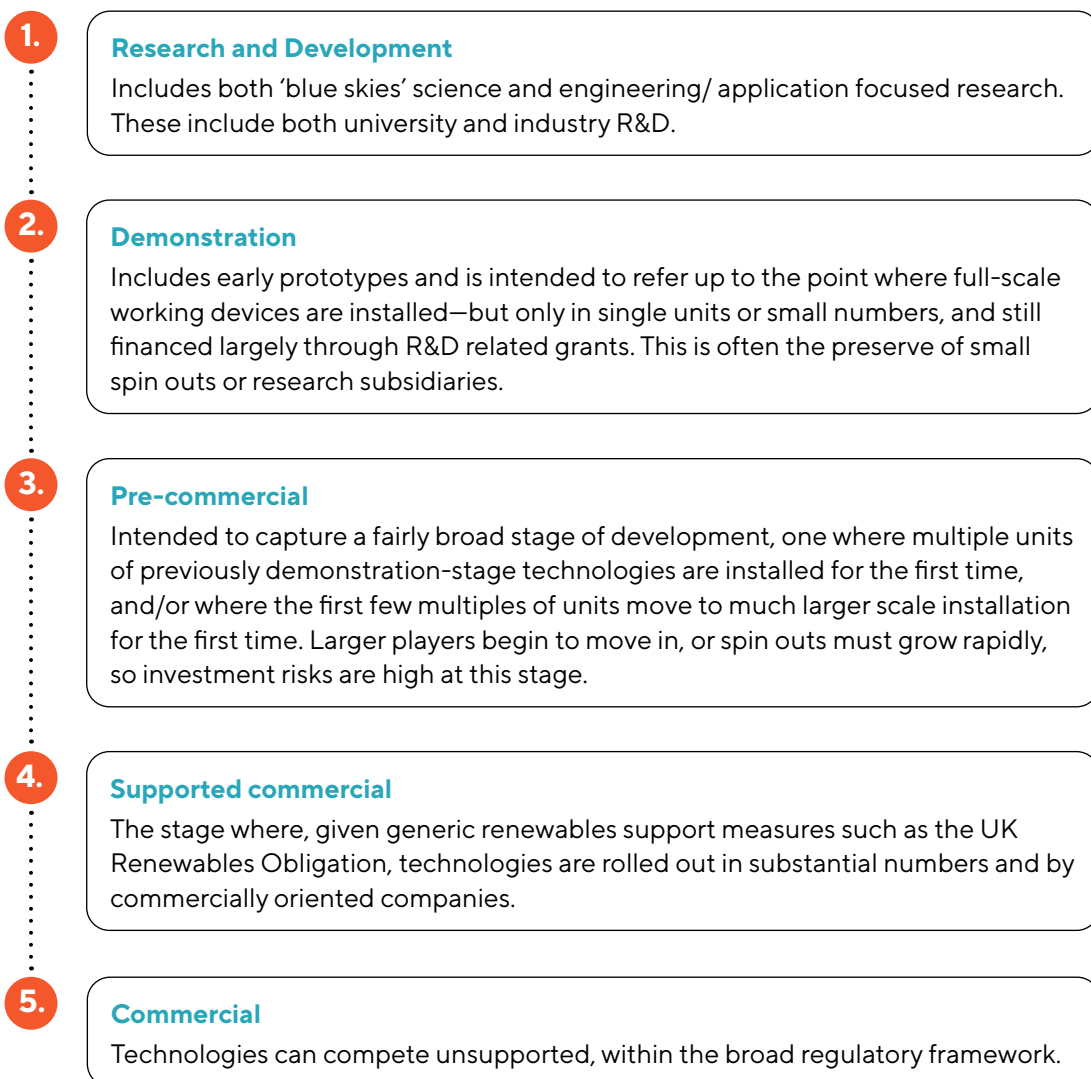 1.
Research and Development
Includes both ‘blue skies’ science and engineering/ application focused research.
These include both university and industry R&D.
2.
Demonstration
Includes early prototypes and is intended to refer up to the point where full-scale
working devices are installed—but only in single units or small numbers, and still
financed largely through R&D related grants. This is often the preserve of small
spin outs or research subsidiaries.
3.
Pre-commercial
Intended to capture a fairly broad stage of development, one where multiple units
of previously demonstration-stage technologies are installed for the first time,
and/or where the first few multiples of units move to much larger scale installation
for the first time. Larger players begin to move in, or spin outs must grow rapidly,
so investment risks are high at this stage.
4.
Supported commercial
The stage where, given generic renewables support measures such as the UK
Renewables Obligation, technologies are rolled out in substantial numbers and by
commercially oriented companies.
5.
Commercial
Technologies can compete unsupported, within the broad regulatory framework.